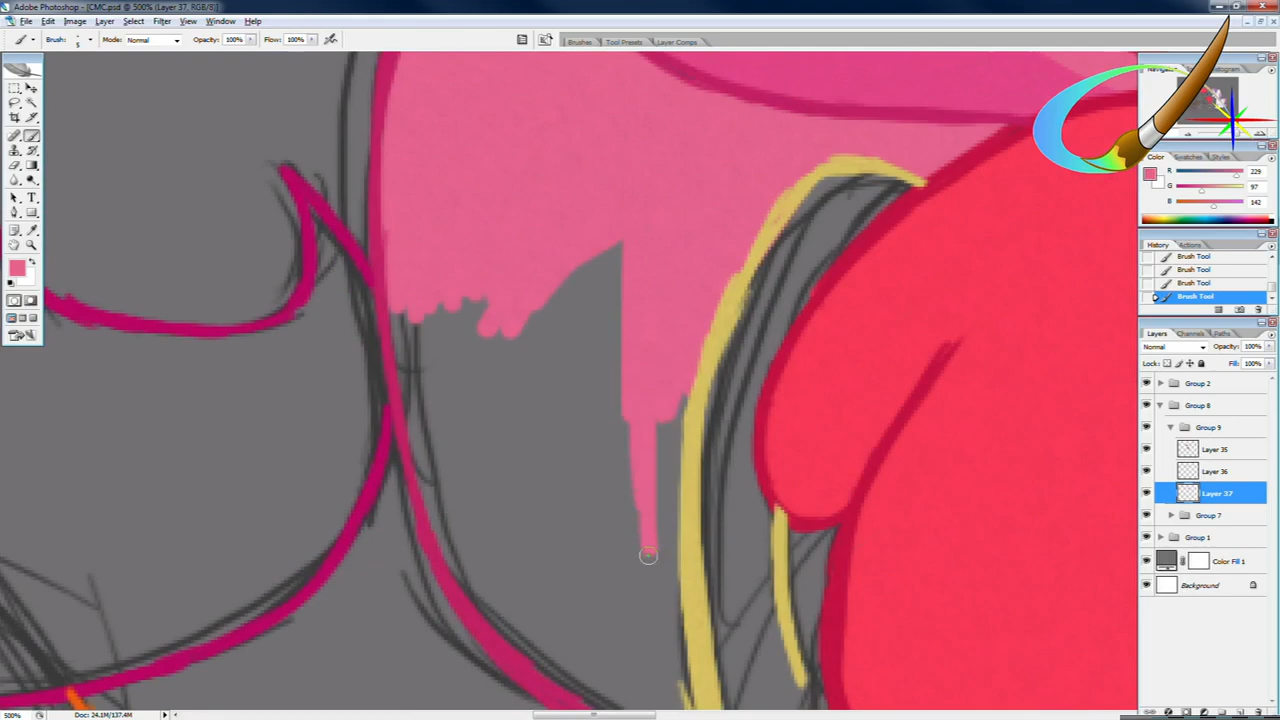 Adobe Photoshop - [CMC.psd @ 500% (Layer 37, RGB/8)]
File Edit Image Layer Select Filter View Window Help
Brush: 5 Mode: Normal Opacity: 100% Flow: 100% Brushes Tool Presets Layer Comps
Color Swatches Styles
R 229
G 97
B 142
History Actions
Brush Tool
Brush Tool
Brush Tool
Brush Tool
Layers Channels Paths
Normal Opacity: 100%
Lock: Fill: 100%
Group 2
Group 8
Group 9
Layer 35
Layer 36
Layer 37
Group 7
Group 1
Color Fill 1
Background
500% Doc: 24.1M/137.4M